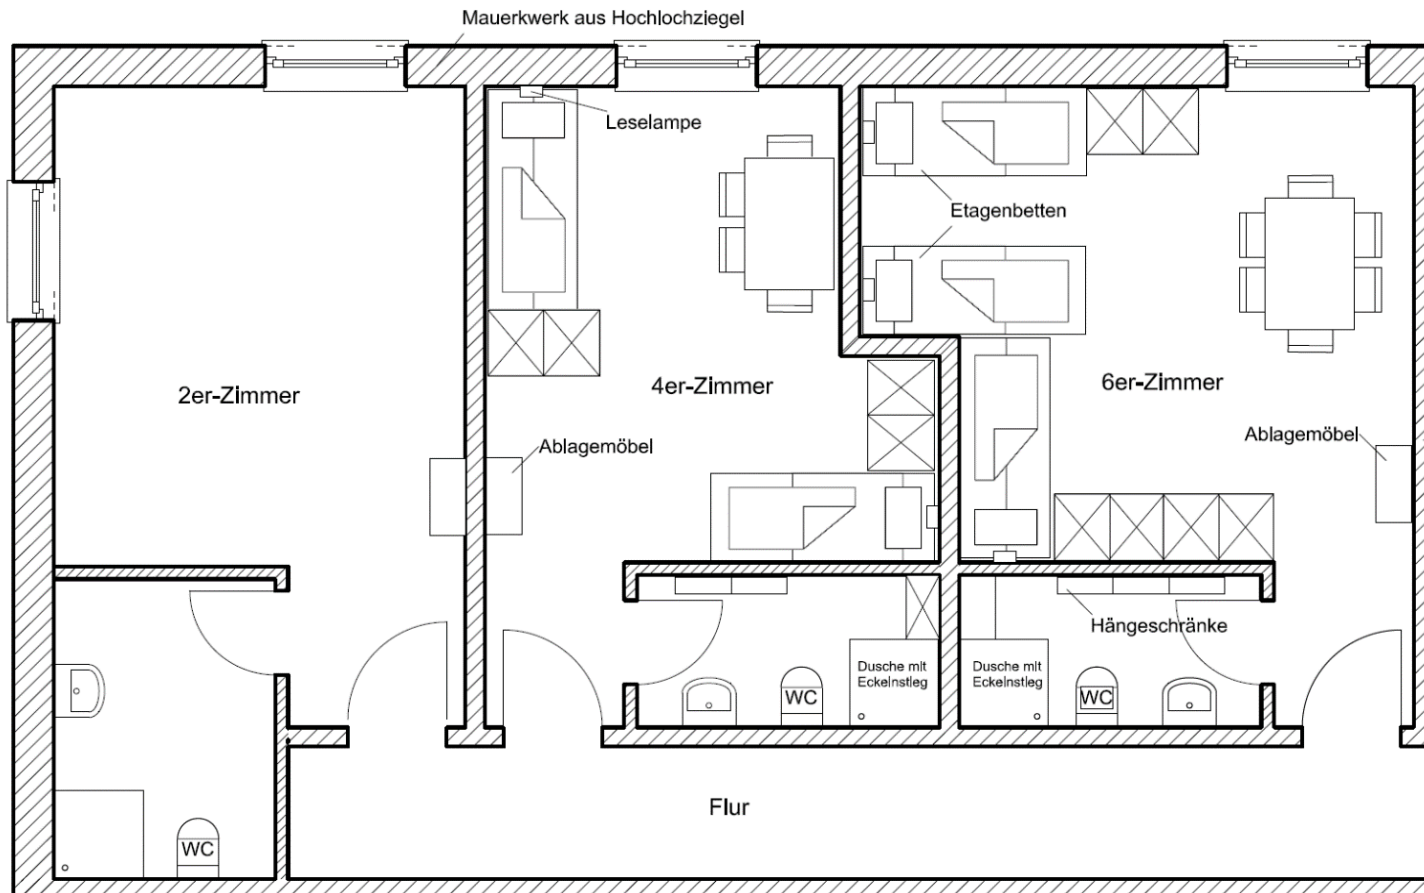 Mauerkwerk aus Hochlochziegel
Leselampe
Etagenbetten
2er-Zimmer
4er-Zimmer
6er-Zimmer
Ablagemöbel
Ablagemöbel
Hängeschränke
Dusche mit
Eckeinstieg
Dusche mit
Eckeinstieg
WC
WC
Flur
WC